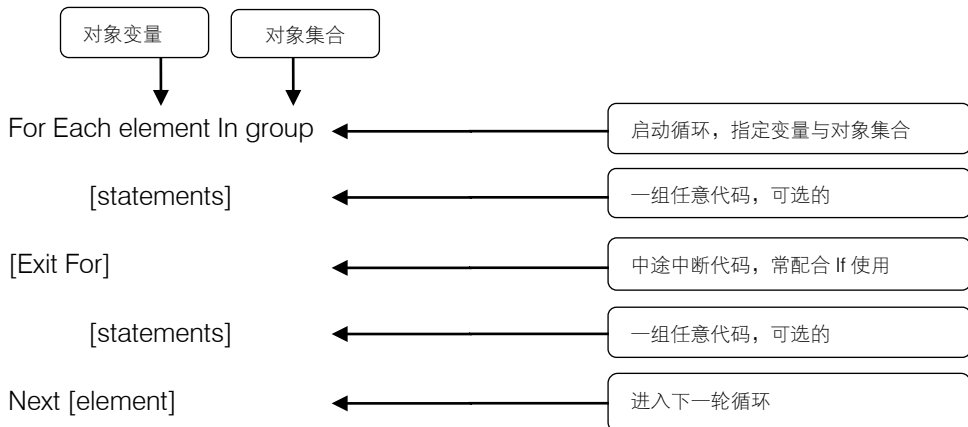 对象变量 对象集合
For Each element In group 启动循环，指定变量与对象集合
[statements] 一组任意代码，可选的
[Exit For] 中途中断代码，常配合 If 使用
[statements] 一组任意代码，可选的
Next [element] 进入下一轮循环